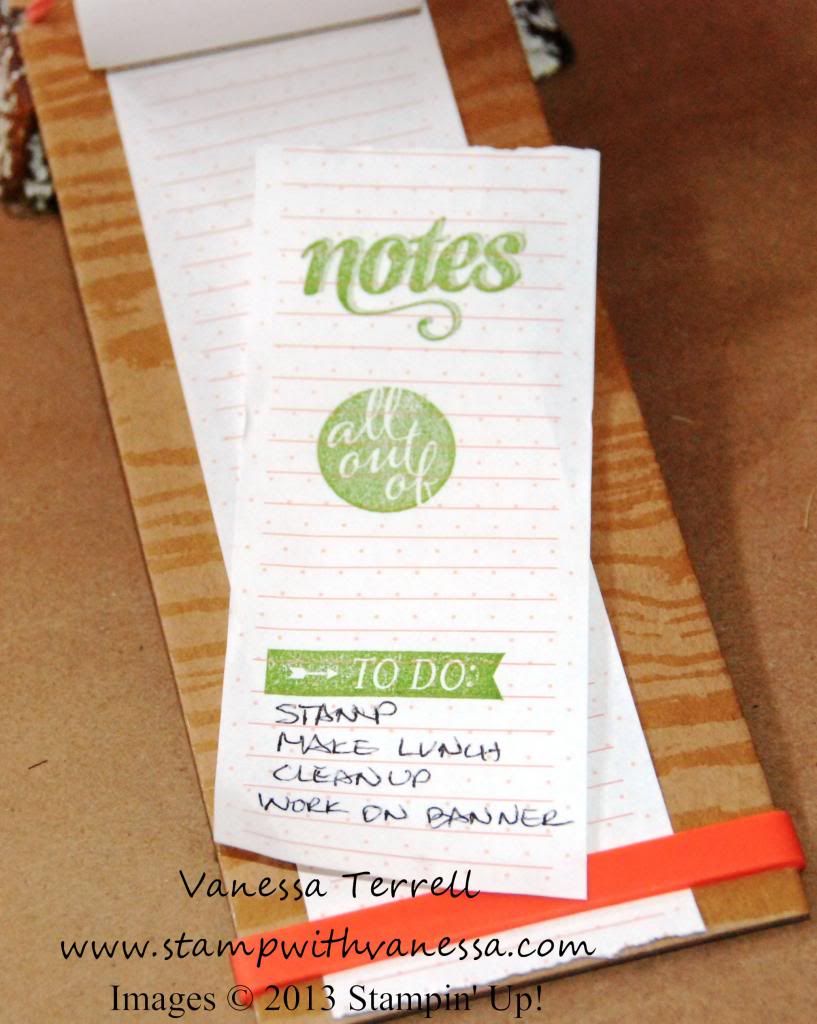 notes
all
out
of
TO DO:
STAMP
MAKE LUNCH
CLEAN UP
WORK ON BANNER
Vanessa Terrell
www.stampwithvanessa.com
Images © 2013 Stampin' Up!